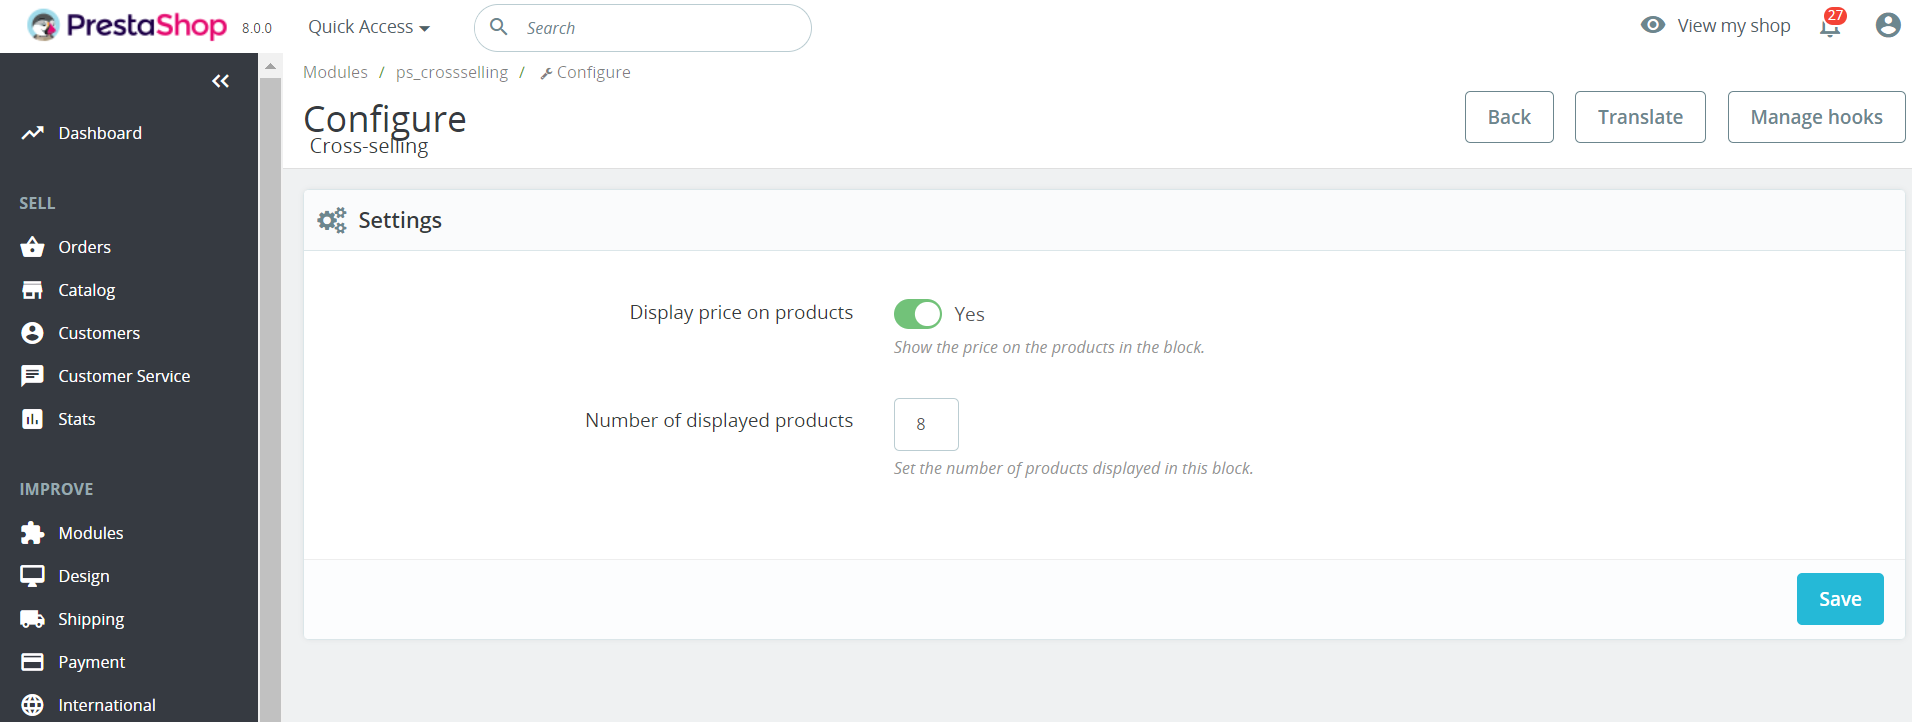 PrestaShop 8.0.0 Quick Access Search View my shop 27
Modules / ps_crossselling / Configure
Configure
Cross-selling
Back Translate Manage hooks
Dashboard
SELL
Orders
Catalog
Customers
Customer Service
Stats
IMPROVE
Modules
Design
Shipping
Payment
International
Settings
Display price on products Yes
Show the price on the products in the block.
Number of displayed products 8
Set the number of products displayed in this block.
Save